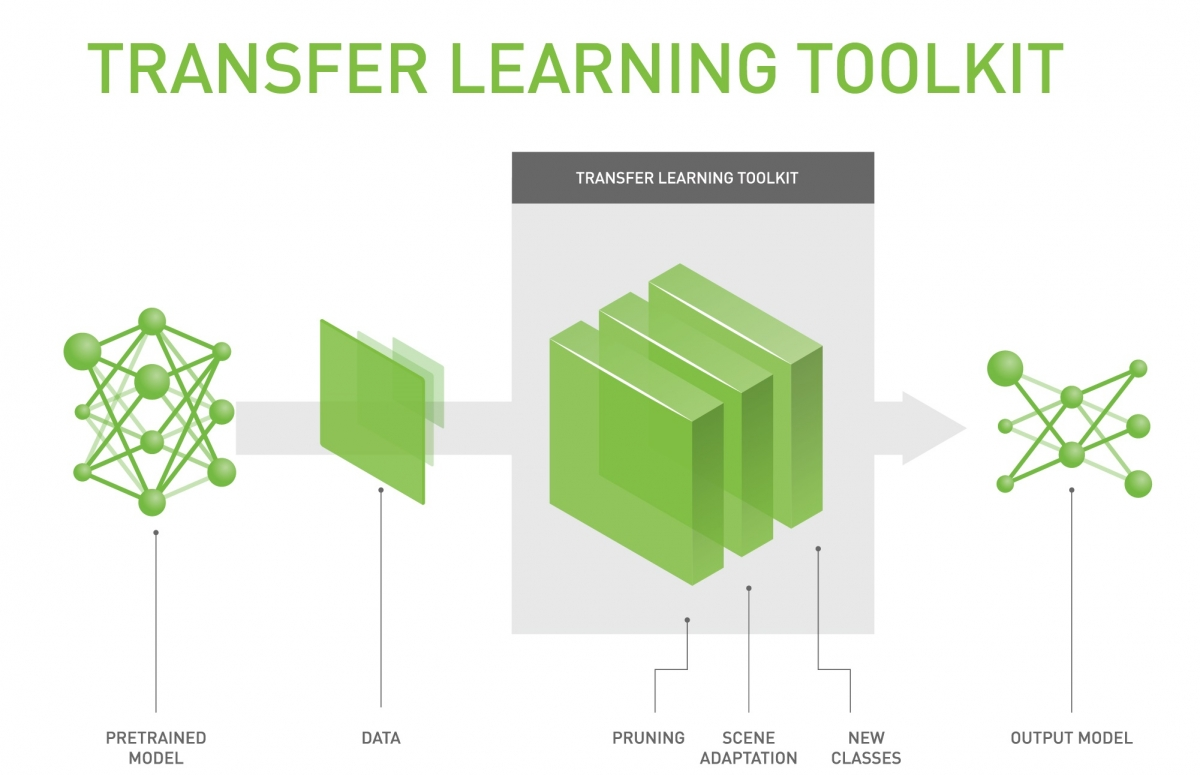 TRANSFER LEARNING TOOLKIT
TRANSFER LEARNING TOOLKIT
PRETRAINED
MODEL
DATA
PRUNING
SCENE
ADAPTATION
NEW
CLASSES
OUTPUT MODEL